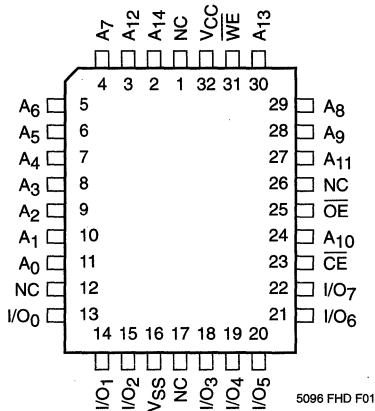 A7 A12 A14 NC VCC W̅E̅ A13
4 3 2 1 32 31 30
A6 5 29 A8
A5 6 28 A9
A4 7 27 A11
A3 8 26 NC
A2 9 25 O̅E̅
A1 10 24 A10
A0 11 23 C̅E̅
NC 12 22 I/O7
I/O0 13 21 I/O6
14 15 16 17 18 19 20
I/O1 I/O2 VSS NC I/O3 I/O4 I/O5
5096 FHD F01